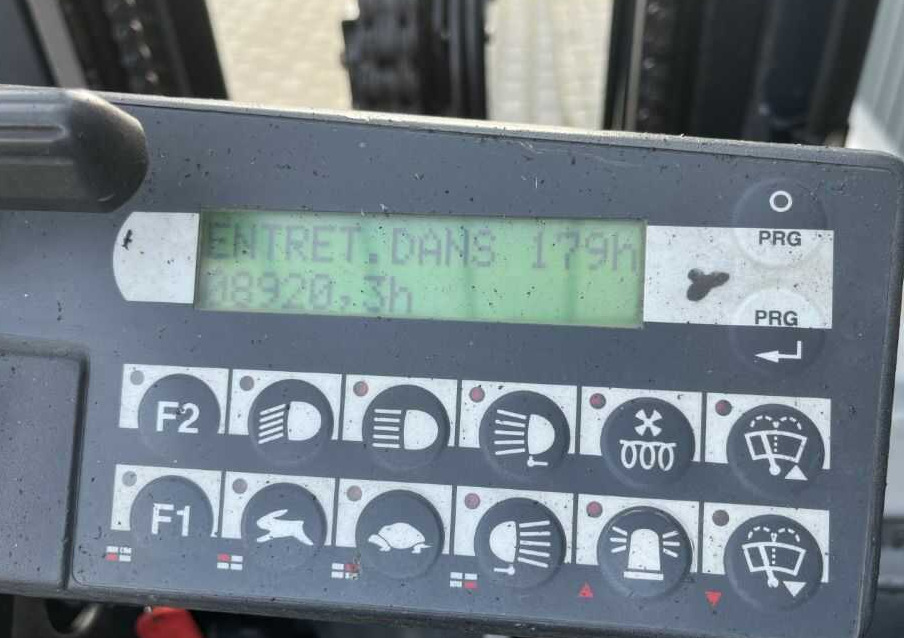 ENTRET.DANS 179h
08920,3h
PRG
PRG
F2
F1